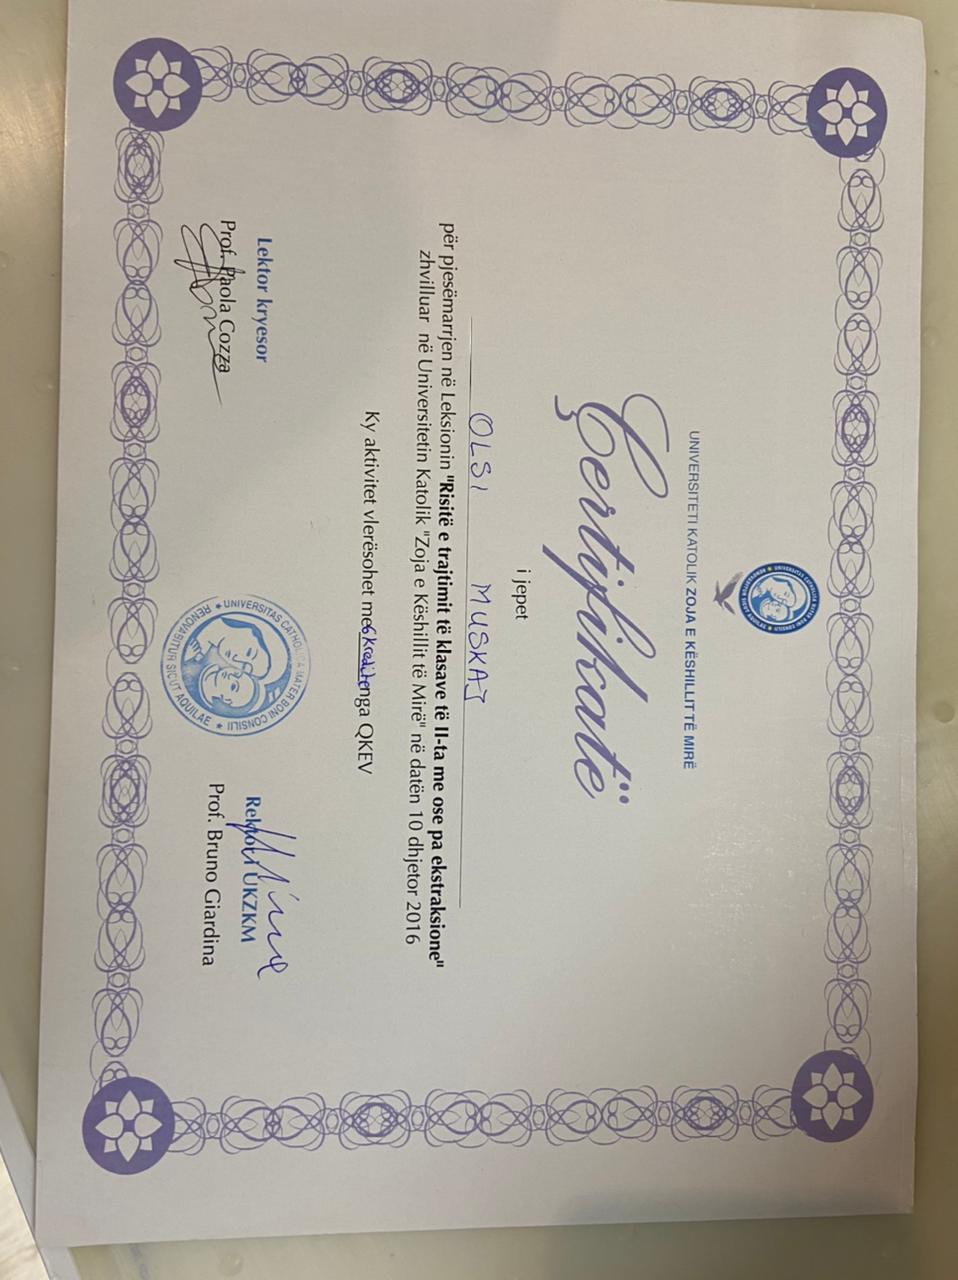 UNIVERSITETI KATOLIK ZOJA E KËSHILLIT TË MIRË
Çertifikatë
i jepet
OLSI MUSKAJ
për pjesëmarrjen në Leksionin "Risitë e trajtimit të klasave të II-ta me ose pa ekstraksione"
zhvilluar në Universitetin Katolik "Zoja e Këshillit të Mirë" në datën 10 dhjetor 2016
Ky aktivitet vlerësohet me 6 kredite nga QKEV
Lektor kryesor
Prof. Paola Cozza
Rektori UKZKM
Prof. Bruno Giardina
UNIVERSITAS CATHOLICA MATER BONI CONSILII
RENOVABITUR SICUT AQUILAE